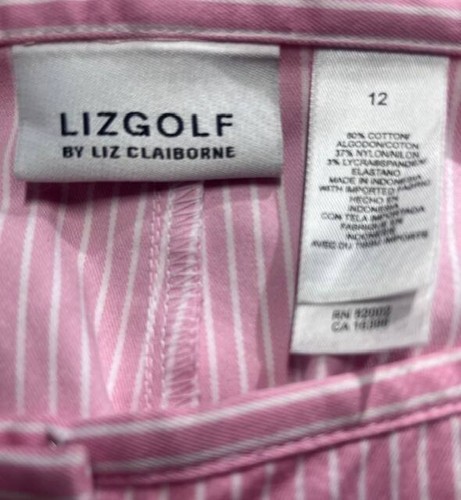 LIZGOLF
BY LIZ CLAIBORNE
12
60% COTTON/
ALGODON/COTON
37% NYLON/NILON
3% LYCRA®SPANDEX/
ELASTANO
MADE IN INDONESIA
WITH IMPORTED FABRIC
HECHO EN
INDONESIA
CON TELA IMPORTADA
FABRIQUE EN
INDONESIE
AVEC DU TISSU IMPORTE
RN 52002
CA